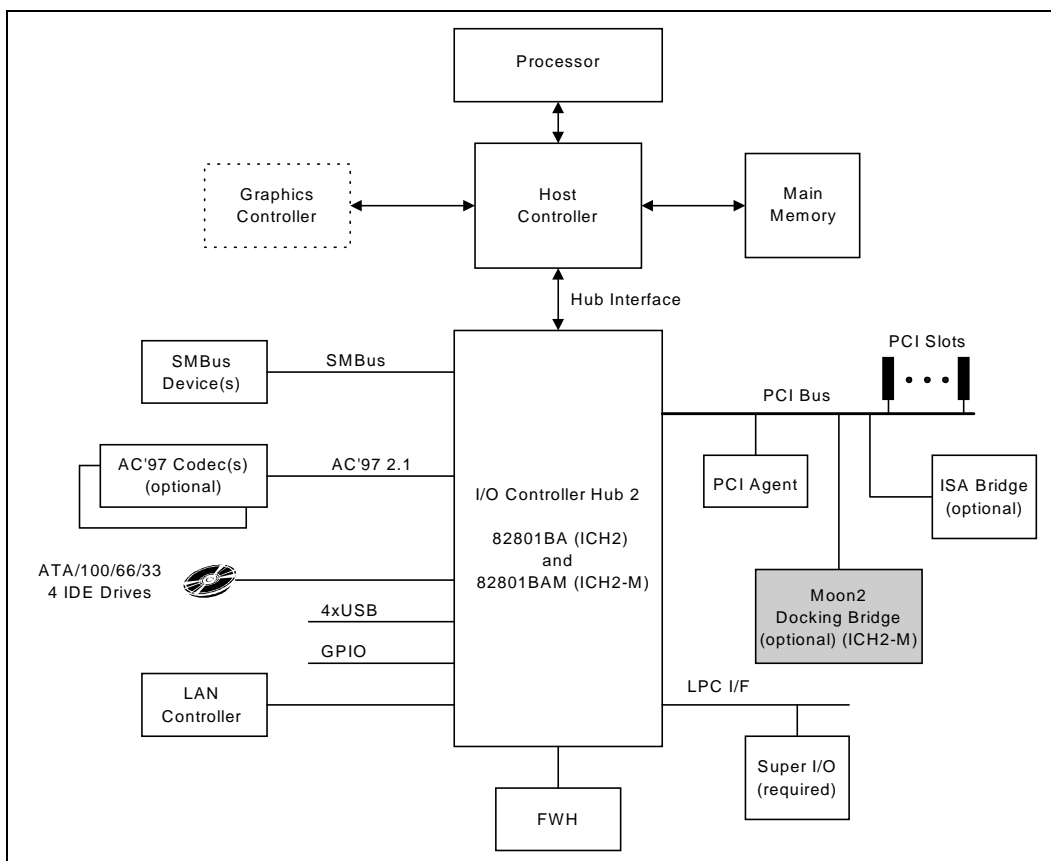 Processor
Graphics
Controller
Host
Controller
Main
Memory
Hub Interface
SMBus
Device(s)
SMBus
PCI Slots
PCI Bus
AC'97 Codec(s)
(optional)
AC'97 2.1
I/O Controller Hub 2
82801BA (ICH2)
and
82801BAM (ICH2-M)
PCI Agent
ISA Bridge
(optional)
ATA/100/66/33
4 IDE Drives
4xUSB
GPIO
Moon2
Docking Bridge
(optional) (ICH2-M)
LAN
Controller
LPC I/F
Super I/O
(required)
FWH